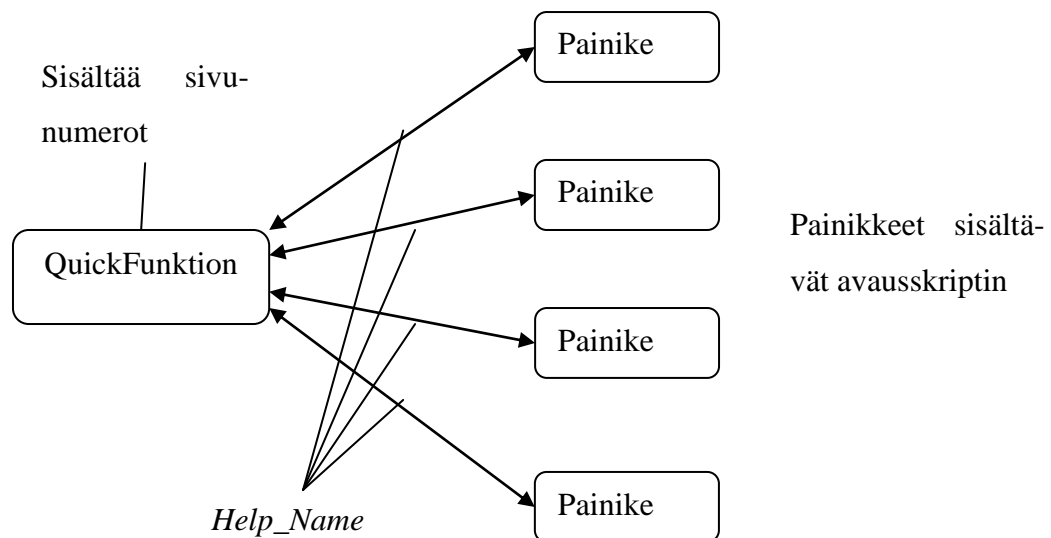 Painike
Sisältää sivu-
numerot
Painike
QuickFunktion
Painikkeet sisältä-
vät avausskriptin
Painike
Painike
Help_Name